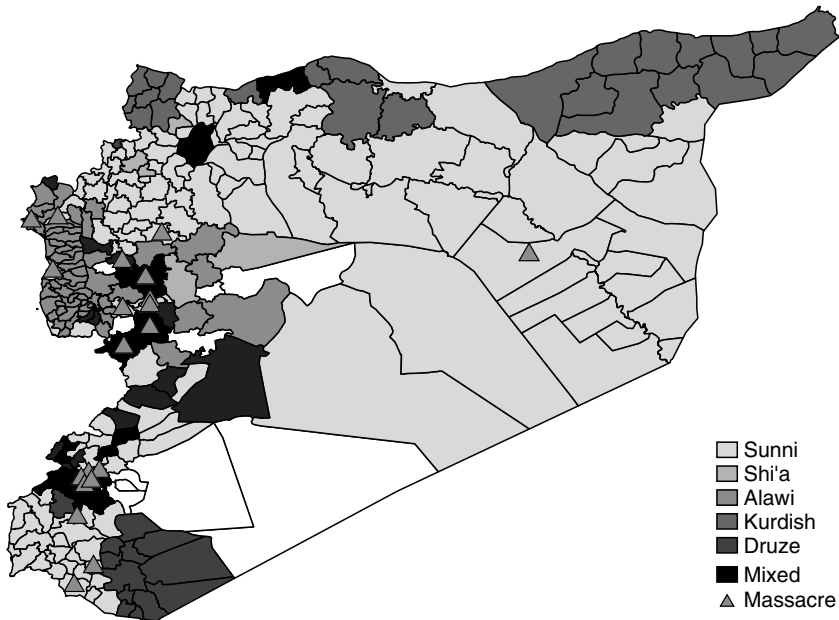 Sunni
Shi'a
Alawi
Kurdish
Druze
Mixed
Massacre